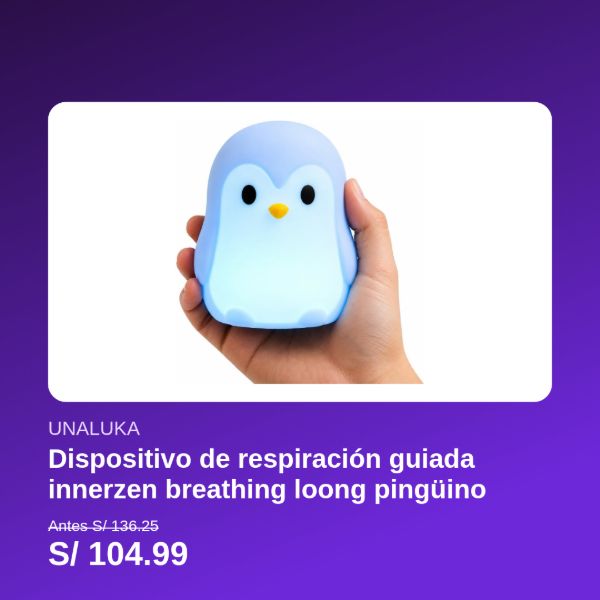 UNALUKA
Dispositivo de respiración guiada
innerzen breathing loong pingüino
Antes S/ 136.25
S/ 104.99